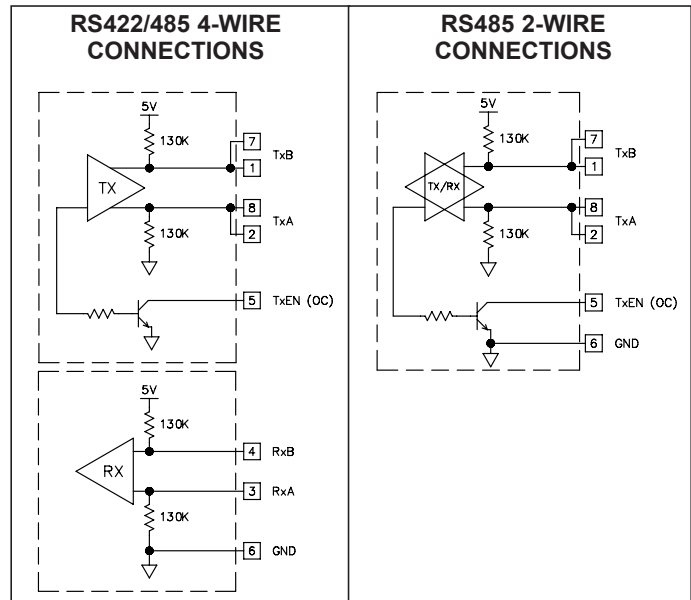 RS422/485 4-WIRE
CONNECTIONS
5V
130K
7
TxB
1
TX
8
TxA
2
130K
5 TxEN (OC)
5V
130K
4 RxB
RX
3 RxA
130K
6 GND
RS485 2-WIRE
CONNECTIONS
5V
130K
7
TxB
1
TX/RX
8
TxA
2
130K
5 TxEN (OC)
6 GND